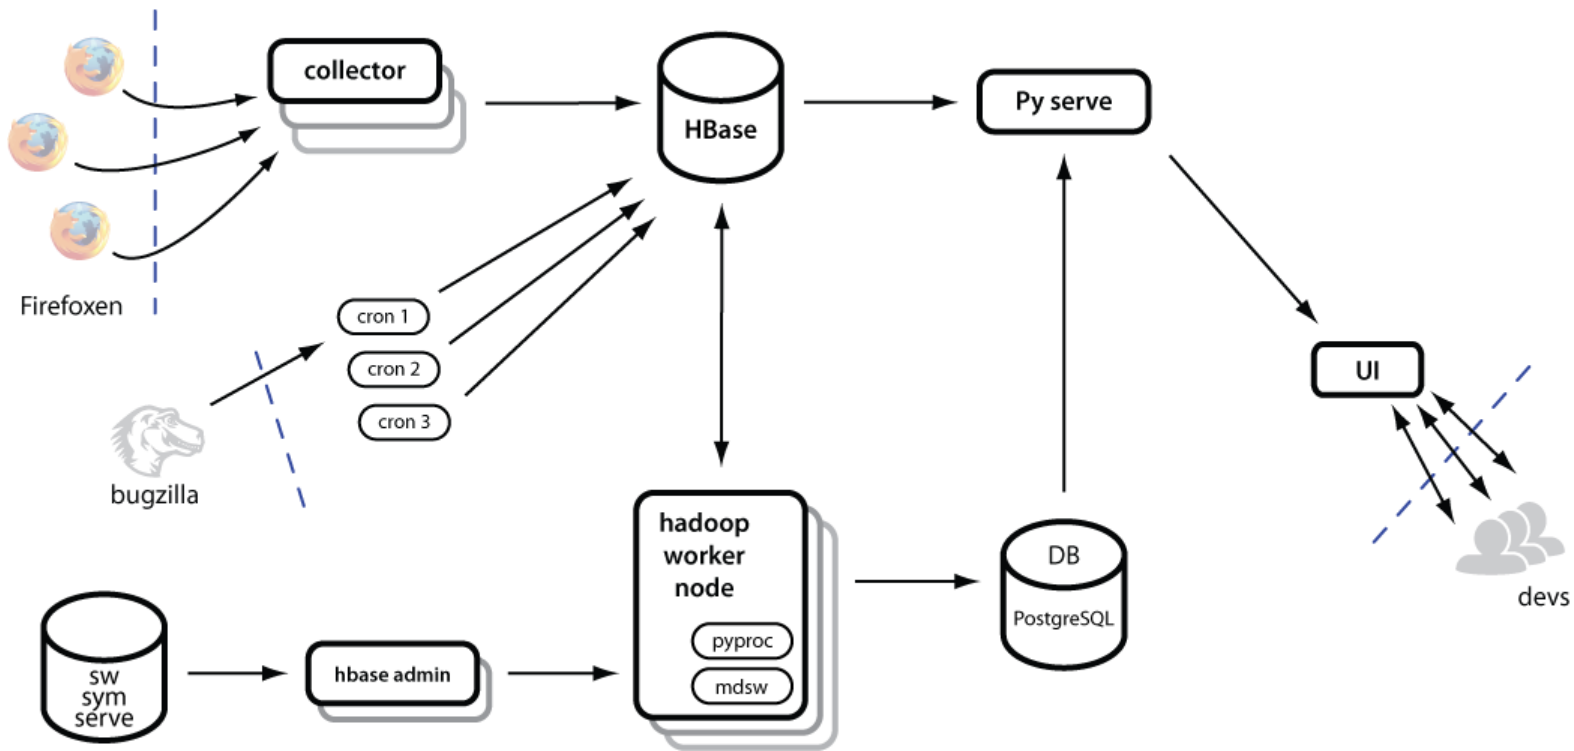 collector
HBase
Py serve
Firefoxen
cron 1
cron 2
cron 3
UI
bugzilla
hadoop
worker
node
pyproc
mdsw
DB
PostgreSQL
devs
sw
sym
serve
hbase admin